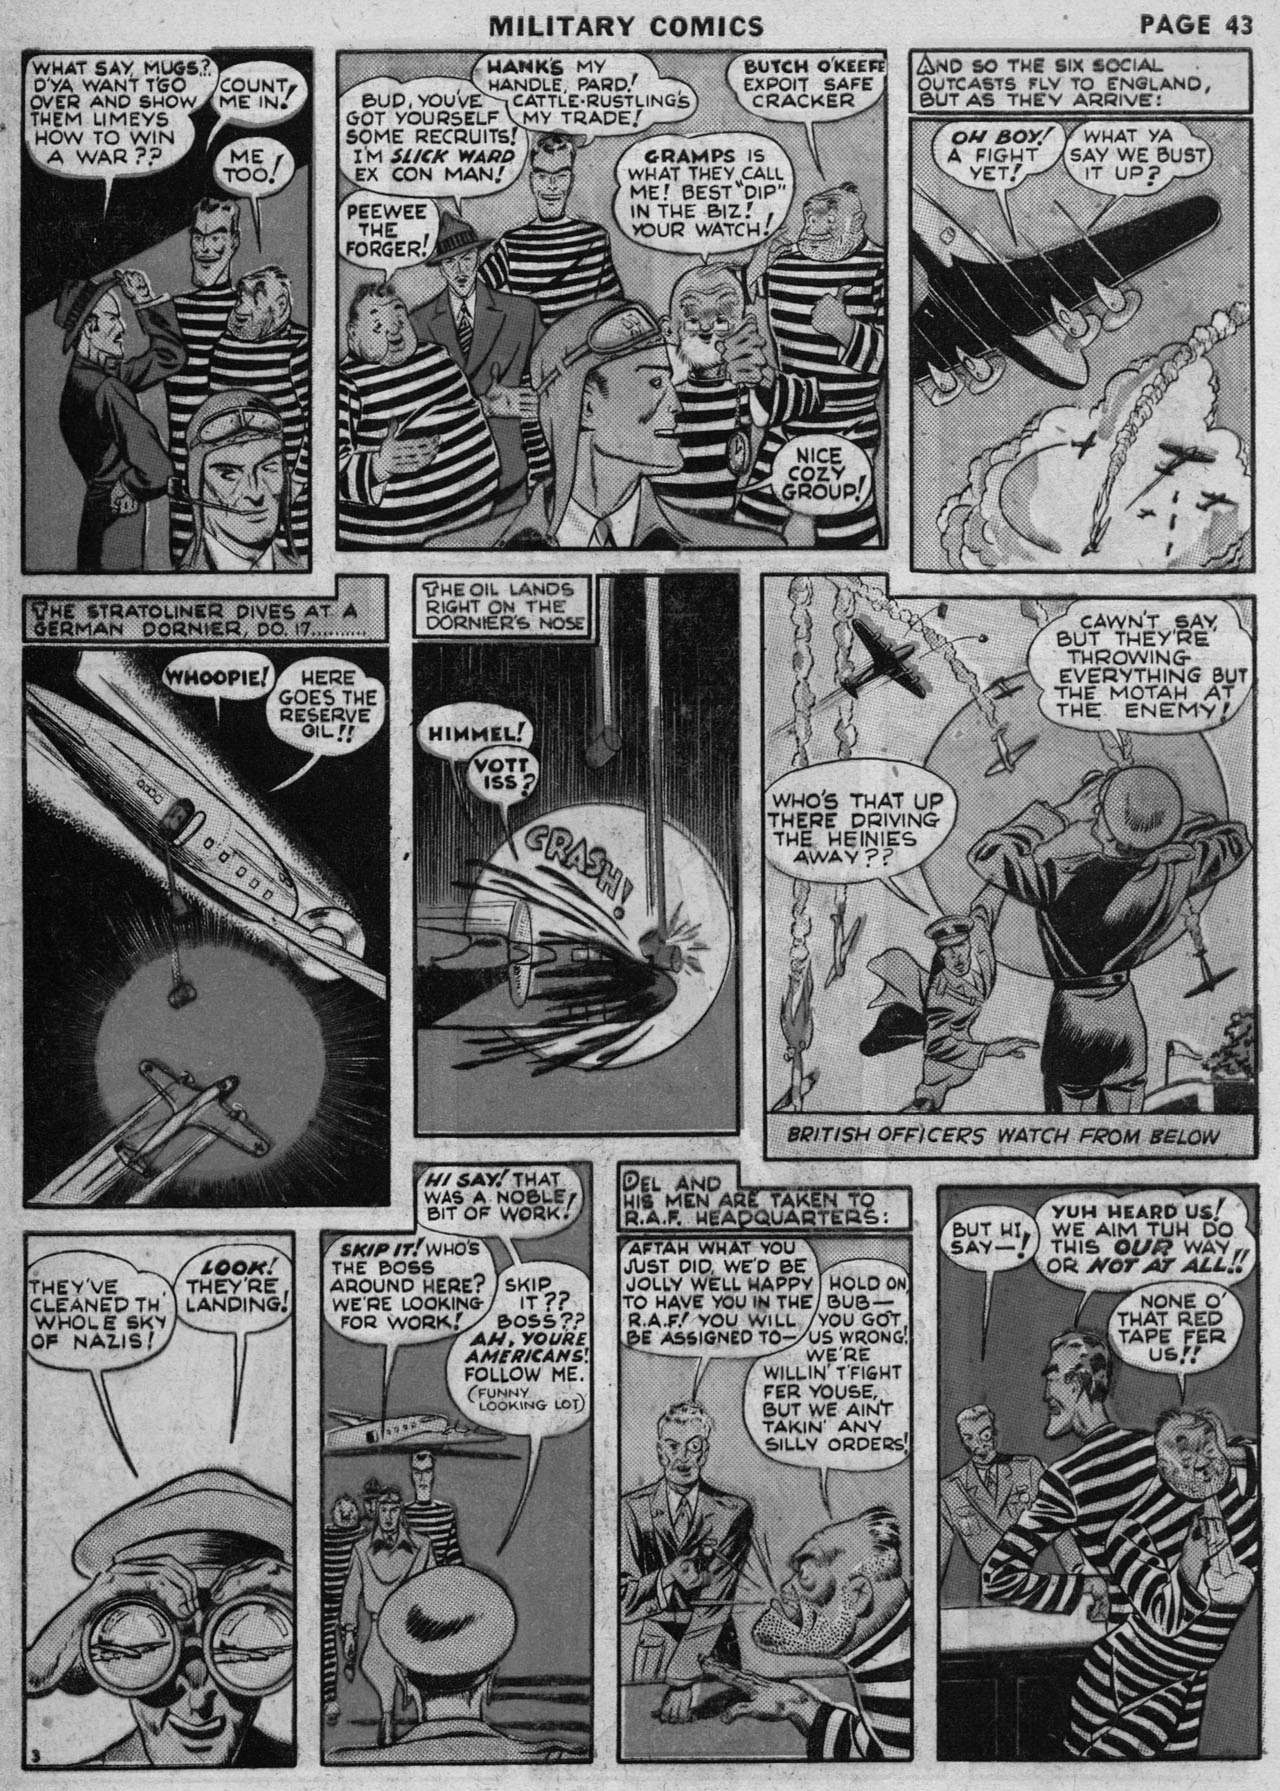 MILITARY COMICS
PAGE 43
WHAT SAY, MUGS?
D'YA WANT T'GO
OVER AND SHOW
THEM LIMEYS
HOW TO WIN
A WAR??
COUNT
ME IN!
ME
TOO!
BUD, YOU'VE
GOT YOURSELF
SOME RECRUITS!
I'M SLICK WARD
EX CON MAN!
HANK'S MY
HANDLE, PARD!
CATTLE-RUSTLING'S
MY TRADE!
BUTCH O'KEEFE
EXPOIT SAFE
CRACKER
PEEWEE
THE
FORGER!
GRAMPS IS
WHAT THEY CALL
ME! BEST "DIP"
IN THE BIZ!
YOUR WATCH!
NICE
COZY
GROUP!
AND SO THE SIX SOCIAL
OUTCASTS FLY TO ENGLAND,
BUT AS THEY ARRIVE:
OH BOY!
A FIGHT
YET!
WHAT YA
SAY WE BUST
IT UP?
THE STRATOLINER DIVES AT A
GERMAN DORNIER, DO. 17..........
WHOOPIE!
HERE
GOES THE
RESERVE
OIL!!
THE OIL LANDS
RIGHT ON THE
DORNIER'S NOSE
HIMMEL!
VOTT
ISS?
CRASH!
CAWN'T SAY,
BUT THEY'RE
THROWING
EVERYTHING BUT
THE MOTAH AT
THE ENEMY!
WHO'S THAT UP
THERE DRIVING
THE HEINIES
AWAY??
BRITISH OFFICERS WATCH FROM BELOW
THEY'VE
CLEANED TH'
WHOLE SKY
OF NAZIS!
LOOK!
THEY'RE
LANDING!
3
HI SAY! THAT
WAS A NOBLE
BIT OF WORK!
SKIP IT! WHO'S
THE BOSS
AROUND HERE?
WE'RE LOOKING
FOR WORK!
SKIP
IT??
BOSS??
AH, YOURE
AMERICANS!
FOLLOW ME.
(FUNNY
LOOKING LOT)
DEL AND
HIS MEN ARE TAKEN TO
R.A.F. HEADQUARTERS:
AFTAH WHAT YOU
JUST DID, WE'D BE
JOLLY WELL HAPPY
TO HAVE YOU IN THE
R.A.F! YOU WILL
BE ASSIGNED TO—
HOLD ON,
BUB—
YOU GOT
US WRONG!
WE'RE
WILLIN' T'FIGHT
FER YOUSE,
BUT WE AIN'T
TAKIN' ANY
SILLY ORDERS!
BUT HI,
SAY—!
YUH HEARD US!
WE AIM TUH DO
THIS OUR WAY
OR NOT AT ALL!!
NONE O'
THAT RED
TAPE FER
US!!